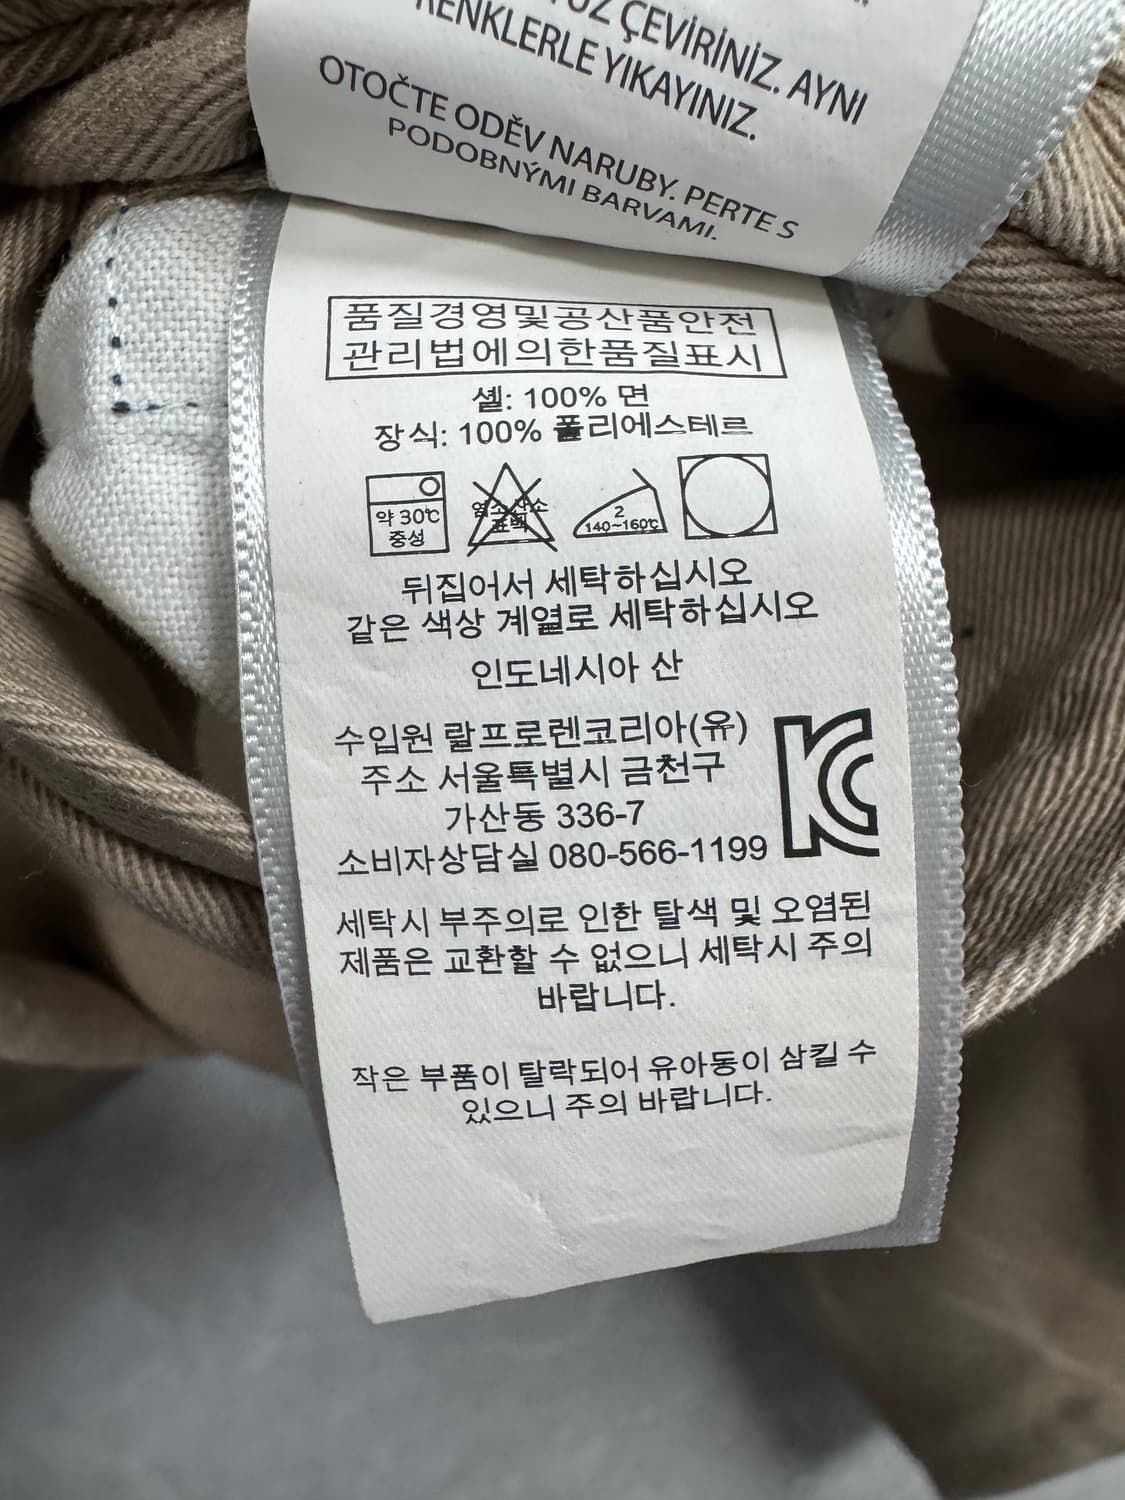 ÇEVİRİNİZ. AYNI
RENKLERLE YIKAYINIZ.
OTOČTE ODĚV NARUBY. PERTE S
PODOBNÝMI BARVAMI.
품질경영및공산품안전
관리법에의한품질표시
셸: 100% 면
장식: 100% 폴리에스테르
약 30℃
중성
염소산소
표백
2
140~160℃
뒤집어서 세탁하십시오
같은 색상 계열로 세탁하십시오
인도네시아 산
수입원 랄프로렌코리아(유)
주소 서울특별시 금천구
가산동 336-7
소비자상담실 080-566-1199
KC
세탁시 부주의로 인한 탈색 및 오염된
제품은 교환할 수 없으니 세탁시 주의
바랍니다.
작은 부품이 탈락되어 유아동이 삼킬 수
있으니 주의 바랍니다.